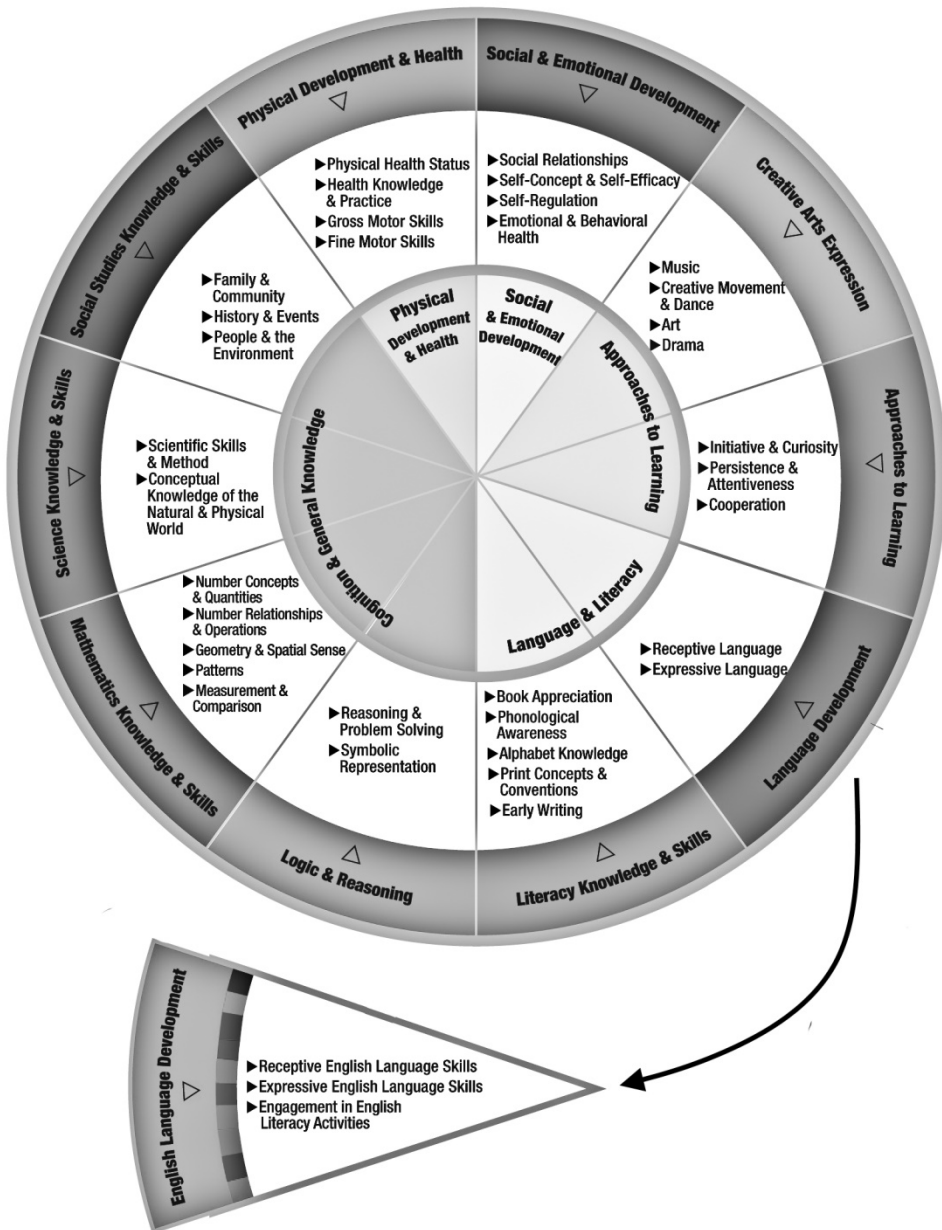 Physical Development & Health
▶Physical Health Status
▶Health Knowledge
& Practice
▶Gross Motor Skills
▶Fine Motor Skills
Social & Emotional Development
▶Social Relationships
▶Self-Concept & Self-Efficacy
▶Self-Regulation
▶Emotional & Behavioral
Health
Creative Arts Expression
▶Music
▶Creative Movement
& Dance
▶Art
▶Drama
Approaches to Learning
▶Initiative & Curiosity
▶Persistence &
Attentiveness
▶Cooperation
Language Development
▶Receptive Language
▶Expressive Language
Literacy Knowledge & Skills
▶Book Appreciation
▶Phonological
Awareness
▶Alphabet Knowledge
▶Print Concepts &
Conventions
▶Early Writing
Logic & Reasoning
▶Reasoning &
Problem Solving
▶Symbolic
Representation
Mathematics Knowledge & Skills
▶Number Concepts
& Quantities
▶Number Relationships
& Operations
▶Geometry & Spatial Sense
▶Patterns
▶Measurement &
Comparison
Science Knowledge & Skills
▶Scientific Skills
& Method
▶Conceptual
Knowledge of the
Natural & Physical
World
Social Studies Knowledge & Skills
▶Family &
Community
▶History & Events
▶People & the
Environment
Physical
Development
& Health
Social
& Emotional
Development
Approaches to Learning
Language & Literacy
Cognition & General Knowledge
English Language Development
▶Receptive English Language Skills
▶Expressive English Language Skills
▶Engagement in English
Literacy Activities